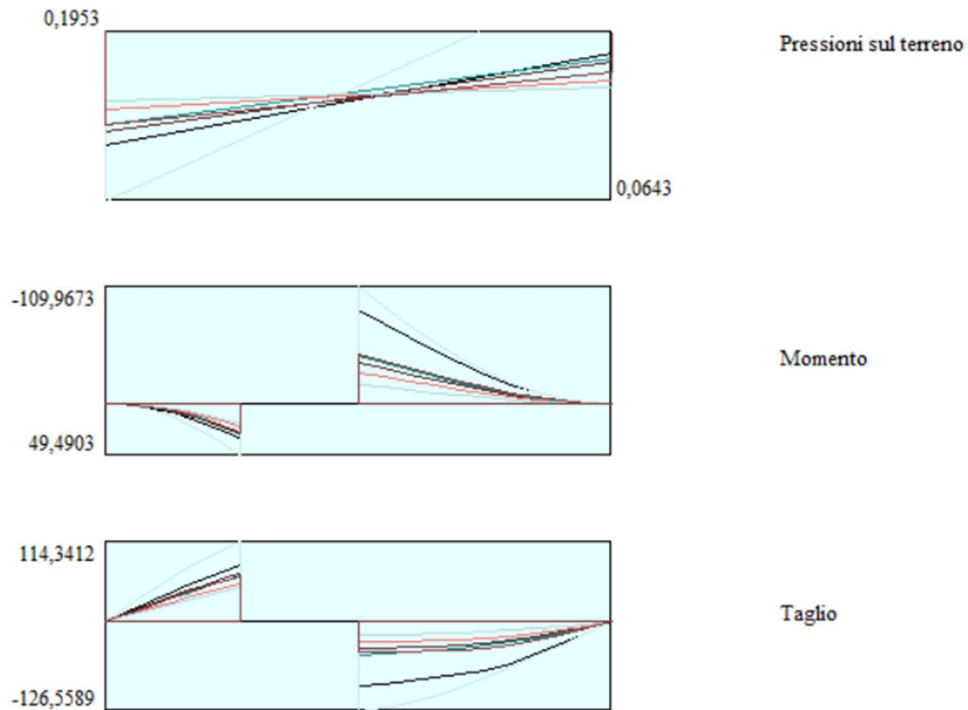 0,1953
Pressioni sul terreno
0,0643
-109,9673
Momento
49,4903
114,3412
Taglio
-126,5589